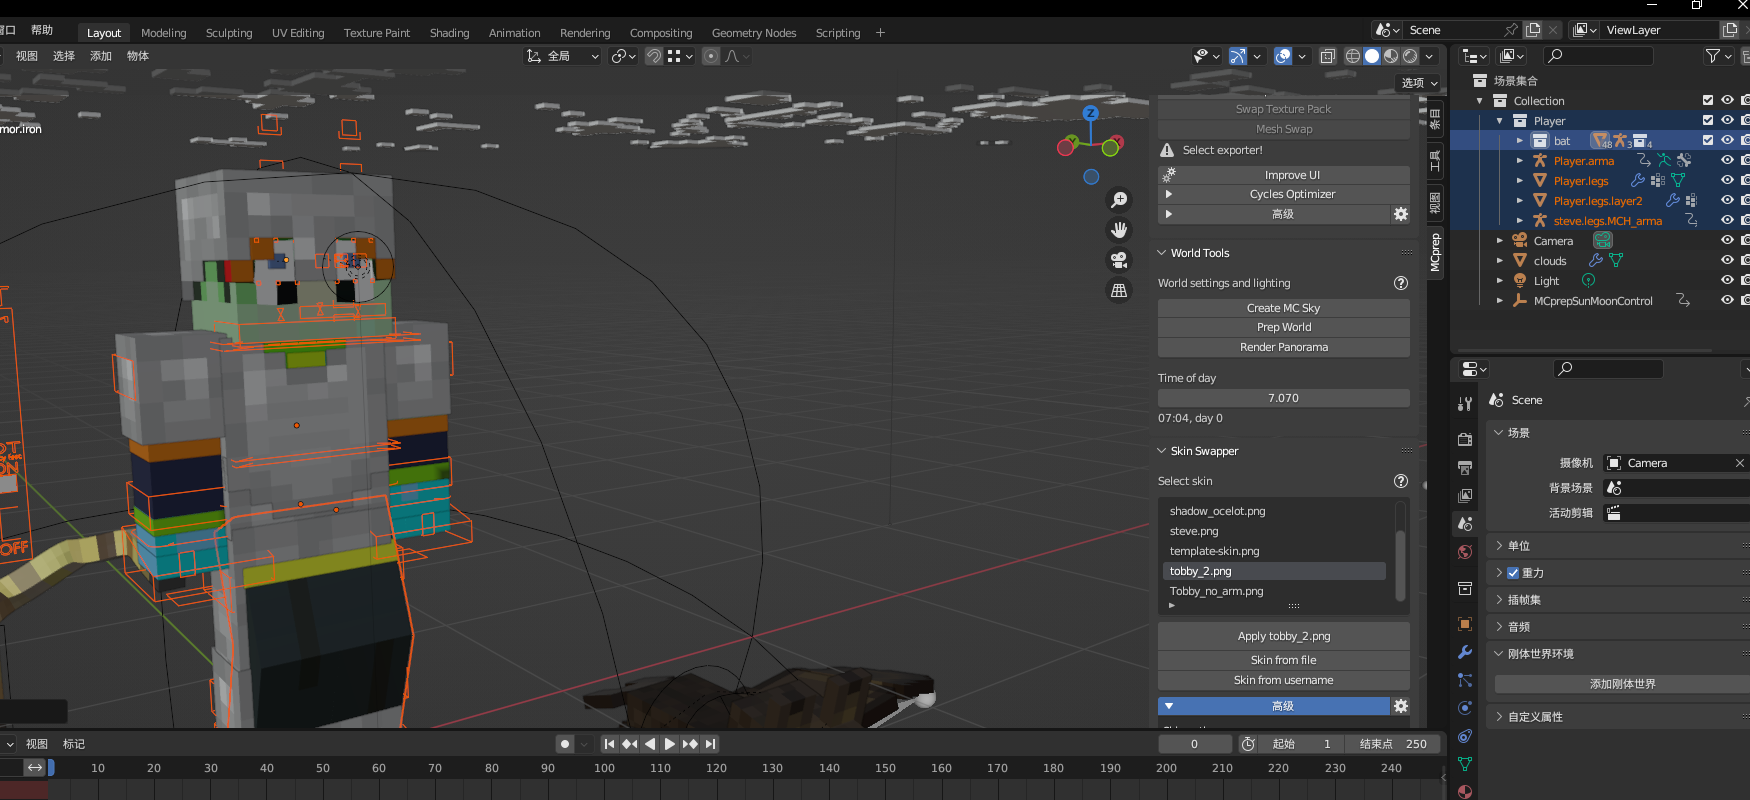 窗口 帮助 Layout Modeling Sculpting UV Editing Texture Paint Shading Animation Rendering Compositing Geometry Nodes Scripting + Scene ViewLayer
视图 选择 添加 物体 全局
选项
mor.iron
Swap Texture Pack
Mesh Swap
Select exporter!
Improve UI
Cycles Optimizer
高级
World Tools
World settings and lighting
Create MC Sky
Prep World
Render Panorama
Time of day
7.070
07:04, day 0
Skin Swapper
Select skin
shadow_ocelot.png
steve.png
template-skin.png
tobby_2.png
Tobby_no_arm.png
Apply tobby_2.png
Skin from file
Skin from username
高级
条目
工具
视图
MCprep
Z
OFF
场景集合
Collection
Player
bat 48 3 4
Player.arma
Player.legs
Player.legs.layer2
steve.legs.MCH_arma
Camera
clouds
Light
MCprepSunMoonControl
Scene
场景
摄像机 Camera
背景场景
活动剪辑
单位
重力
插帧集
音频
刚体世界环境
添加刚体世界
自定义属性
视图 标记 0 起始 1 结束点 250
10 20 30 40 50 60 70 80 90 100 110 120 130 140 150 160 170 180 190 200 210 220 230 240